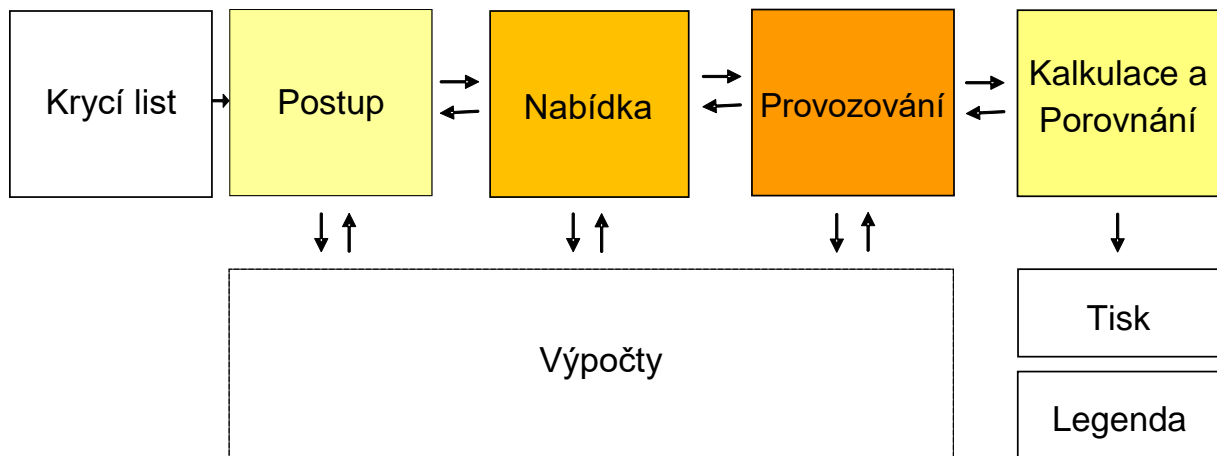 Krycí list
Postup
Nabídka
Provozování
Kalkulace a
Porovnání
Výpočty
Tisk
Legenda